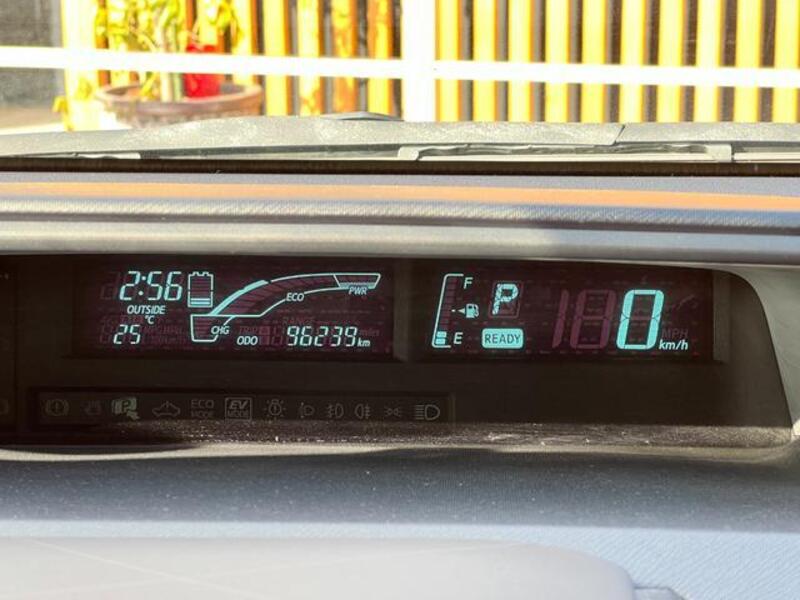 2:56
OUTSIDE
°C
25
ECO
PWR
CHG
TRIP
RANGE
ODO 96239 km
F
E
P
READY
0
MPH
km/h
P
ECO MODE
EV MODE